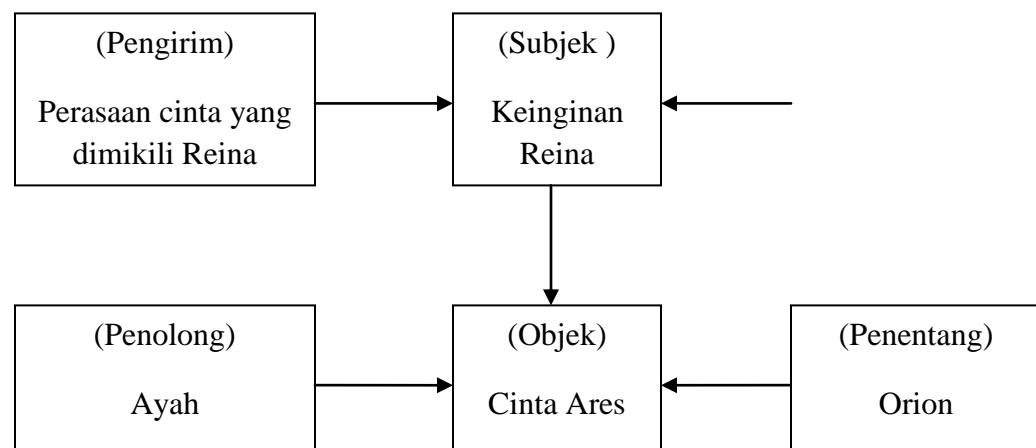 (Pengirim)
Perasaan cinta yang
dimikili Reina
(Subjek )
Keinginan
Reina
(Penolong)
Ayah
(Objek)
Cinta Ares
(Penentang)
Orion